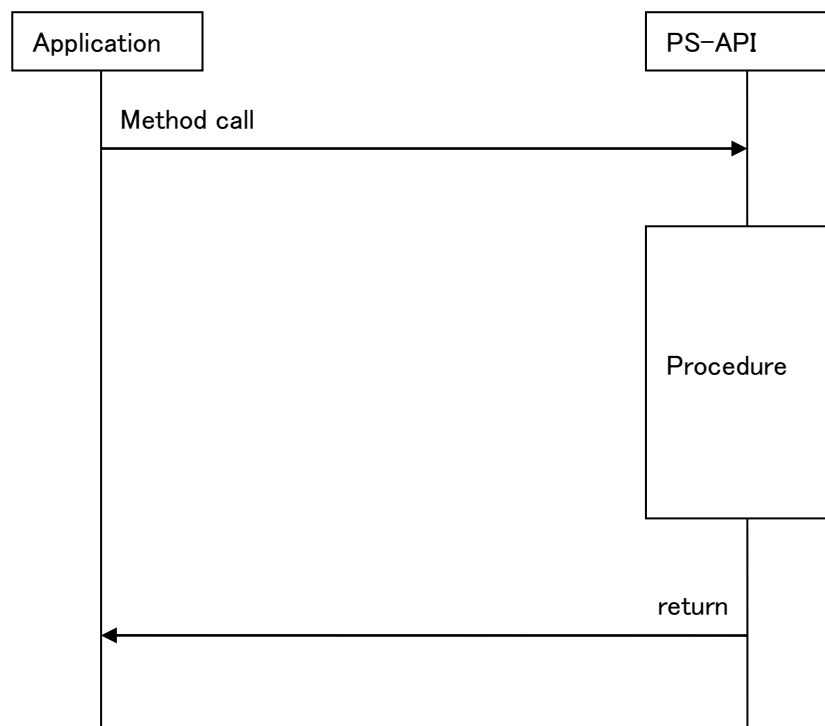 Application
PS-API
Method call
Procedure
return